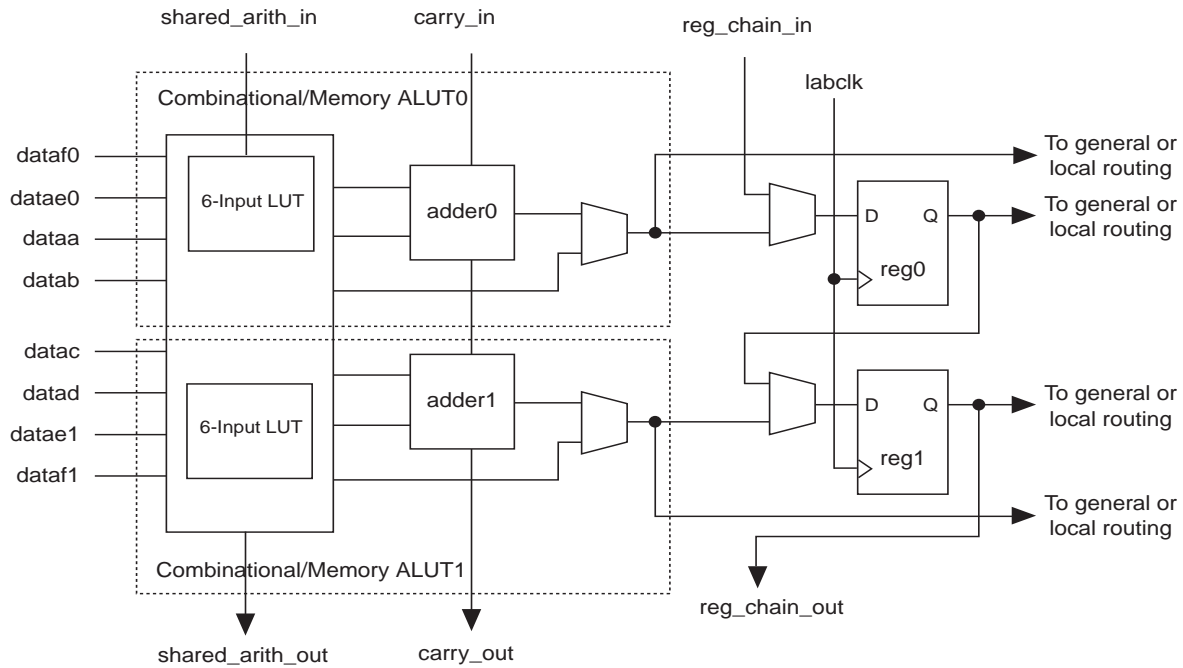 shared_arith_in
carry_in
reg_chain_in
labclk
Combinational/Memory ALUT0
dataf0
datae0
dataa
datab
6-Input LUT
adder0
D Q
reg0
To general or
local routing
To general or
local routing
datac
datad
datae1
dataf1
6-Input LUT
adder1
D Q
reg1
To general or
local routing
To general or
local routing
Combinational/Memory ALUT1
reg_chain_out
shared_arith_out
carry_out